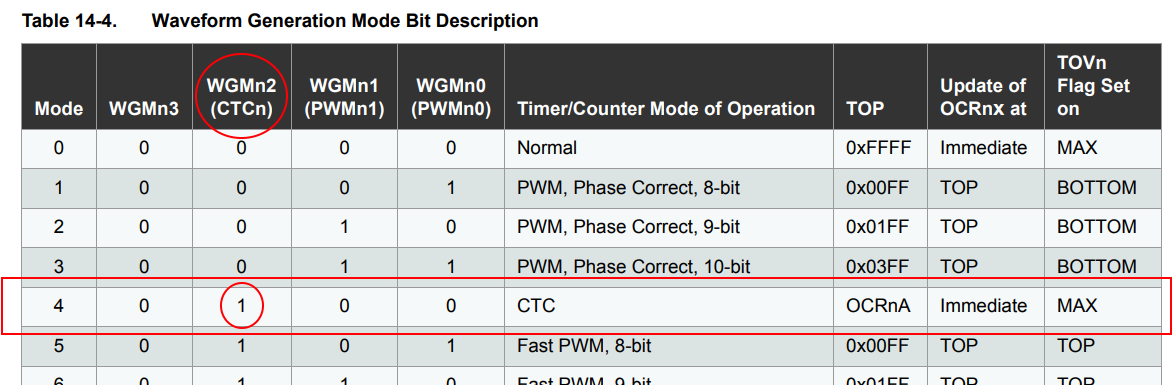 Table 14-4. Waveform Generation Mode Bit Description
Mode WGMn3 WGMn2 (CTCn) WGMn1 (PWMn1) WGMn0 (PWMn0) Timer/Counter Mode of Operation TOP Update of OCRnx at TOVn Flag Set on
0 0 0 0 0 Normal 0xFFFF Immediate MAX
1 0 0 0 1 PWM, Phase Correct, 8-bit 0x00FF TOP BOTTOM
2 0 0 1 0 PWM, Phase Correct, 9-bit 0x01FF TOP BOTTOM
3 0 0 1 1 PWM, Phase Correct, 10-bit 0x03FF TOP BOTTOM
4 0 1 0 0 CTC OCRnA Immediate MAX
5 0 1 0 1 Fast PWM, 8-bit 0x00FF TOP TOP
6 0 1 1 0 Fast PWM, 9-bit 0x01FF TOP TOP